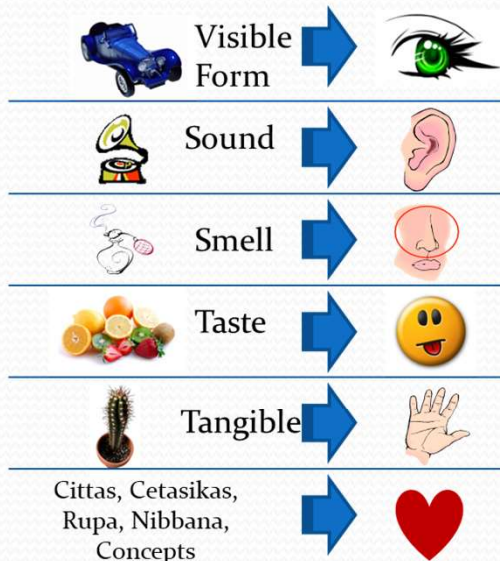 Visible
Form
Sound
Smell
Taste
Tangible
Cittas, Cetasikas,
Rupa, Nibbana,
Concepts